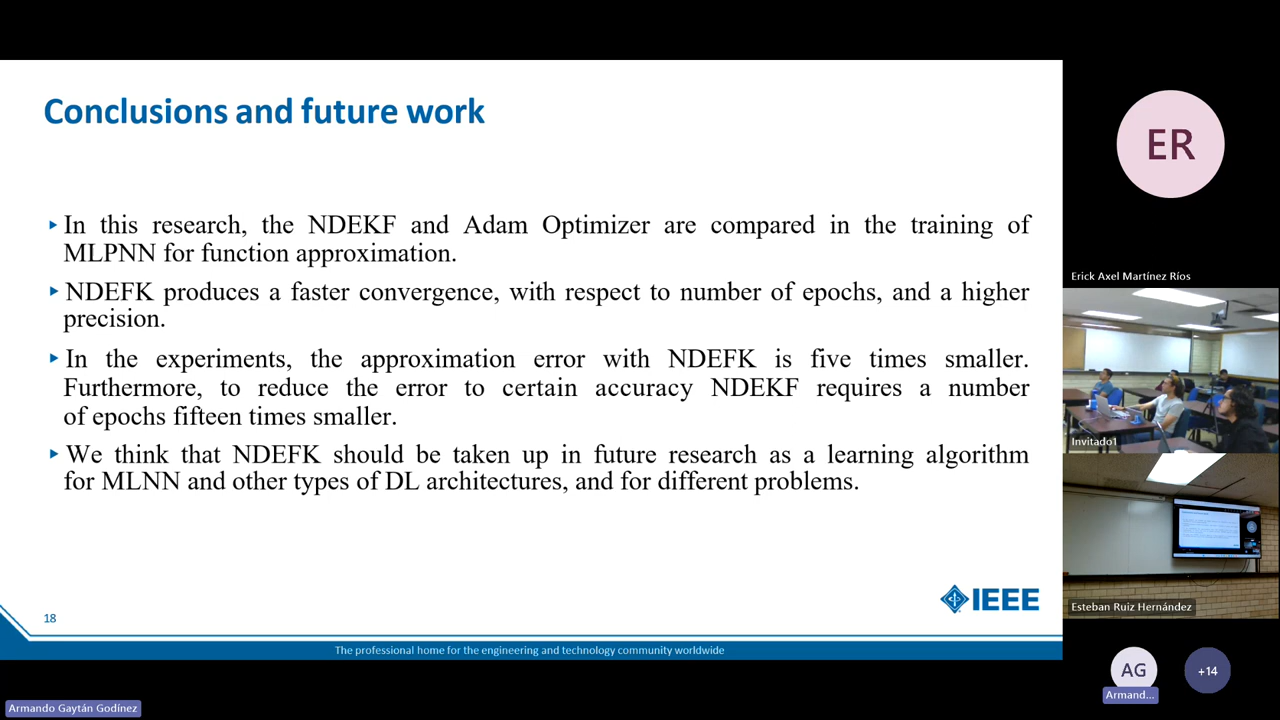 Conclusions and future work
In this research, the NDEKF and Adam Optimizer are compared in the training of
MLPNN for function approximation.
NDEFK produces a faster convergence, with respect to number of epochs, and a higher
precision.
In the experiments, the approximation error with NDEFK is five times smaller.
Furthermore, to reduce the error to certain accuracy NDEKF requires a number
of epochs fifteen times smaller.
We think that NDEFK should be taken up in future research as a learning algorithm
for MLNN and other types of DL architectures, and for different problems.
IEEE
18
The professional home for the engineering and technology community worldwide
Armando Gaytán Godínez
ER
Erick Axel Martínez Ríos
Invitado1
Esteban Ruiz Hernández
AG
Armand...
+14